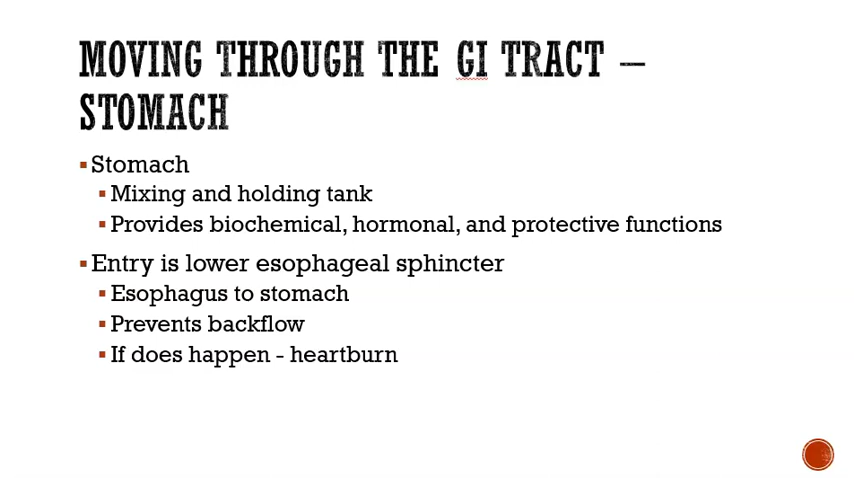 MOVING THROUGH THE GI TRACT –
STOMACH
▪Stomach
▪Mixing and holding tank
▪Provides biochemical, hormonal, and protective functions
▪Entry is lower esophageal sphincter
▪Esophagus to stomach
▪Prevents backflow
▪If does happen - heartburn